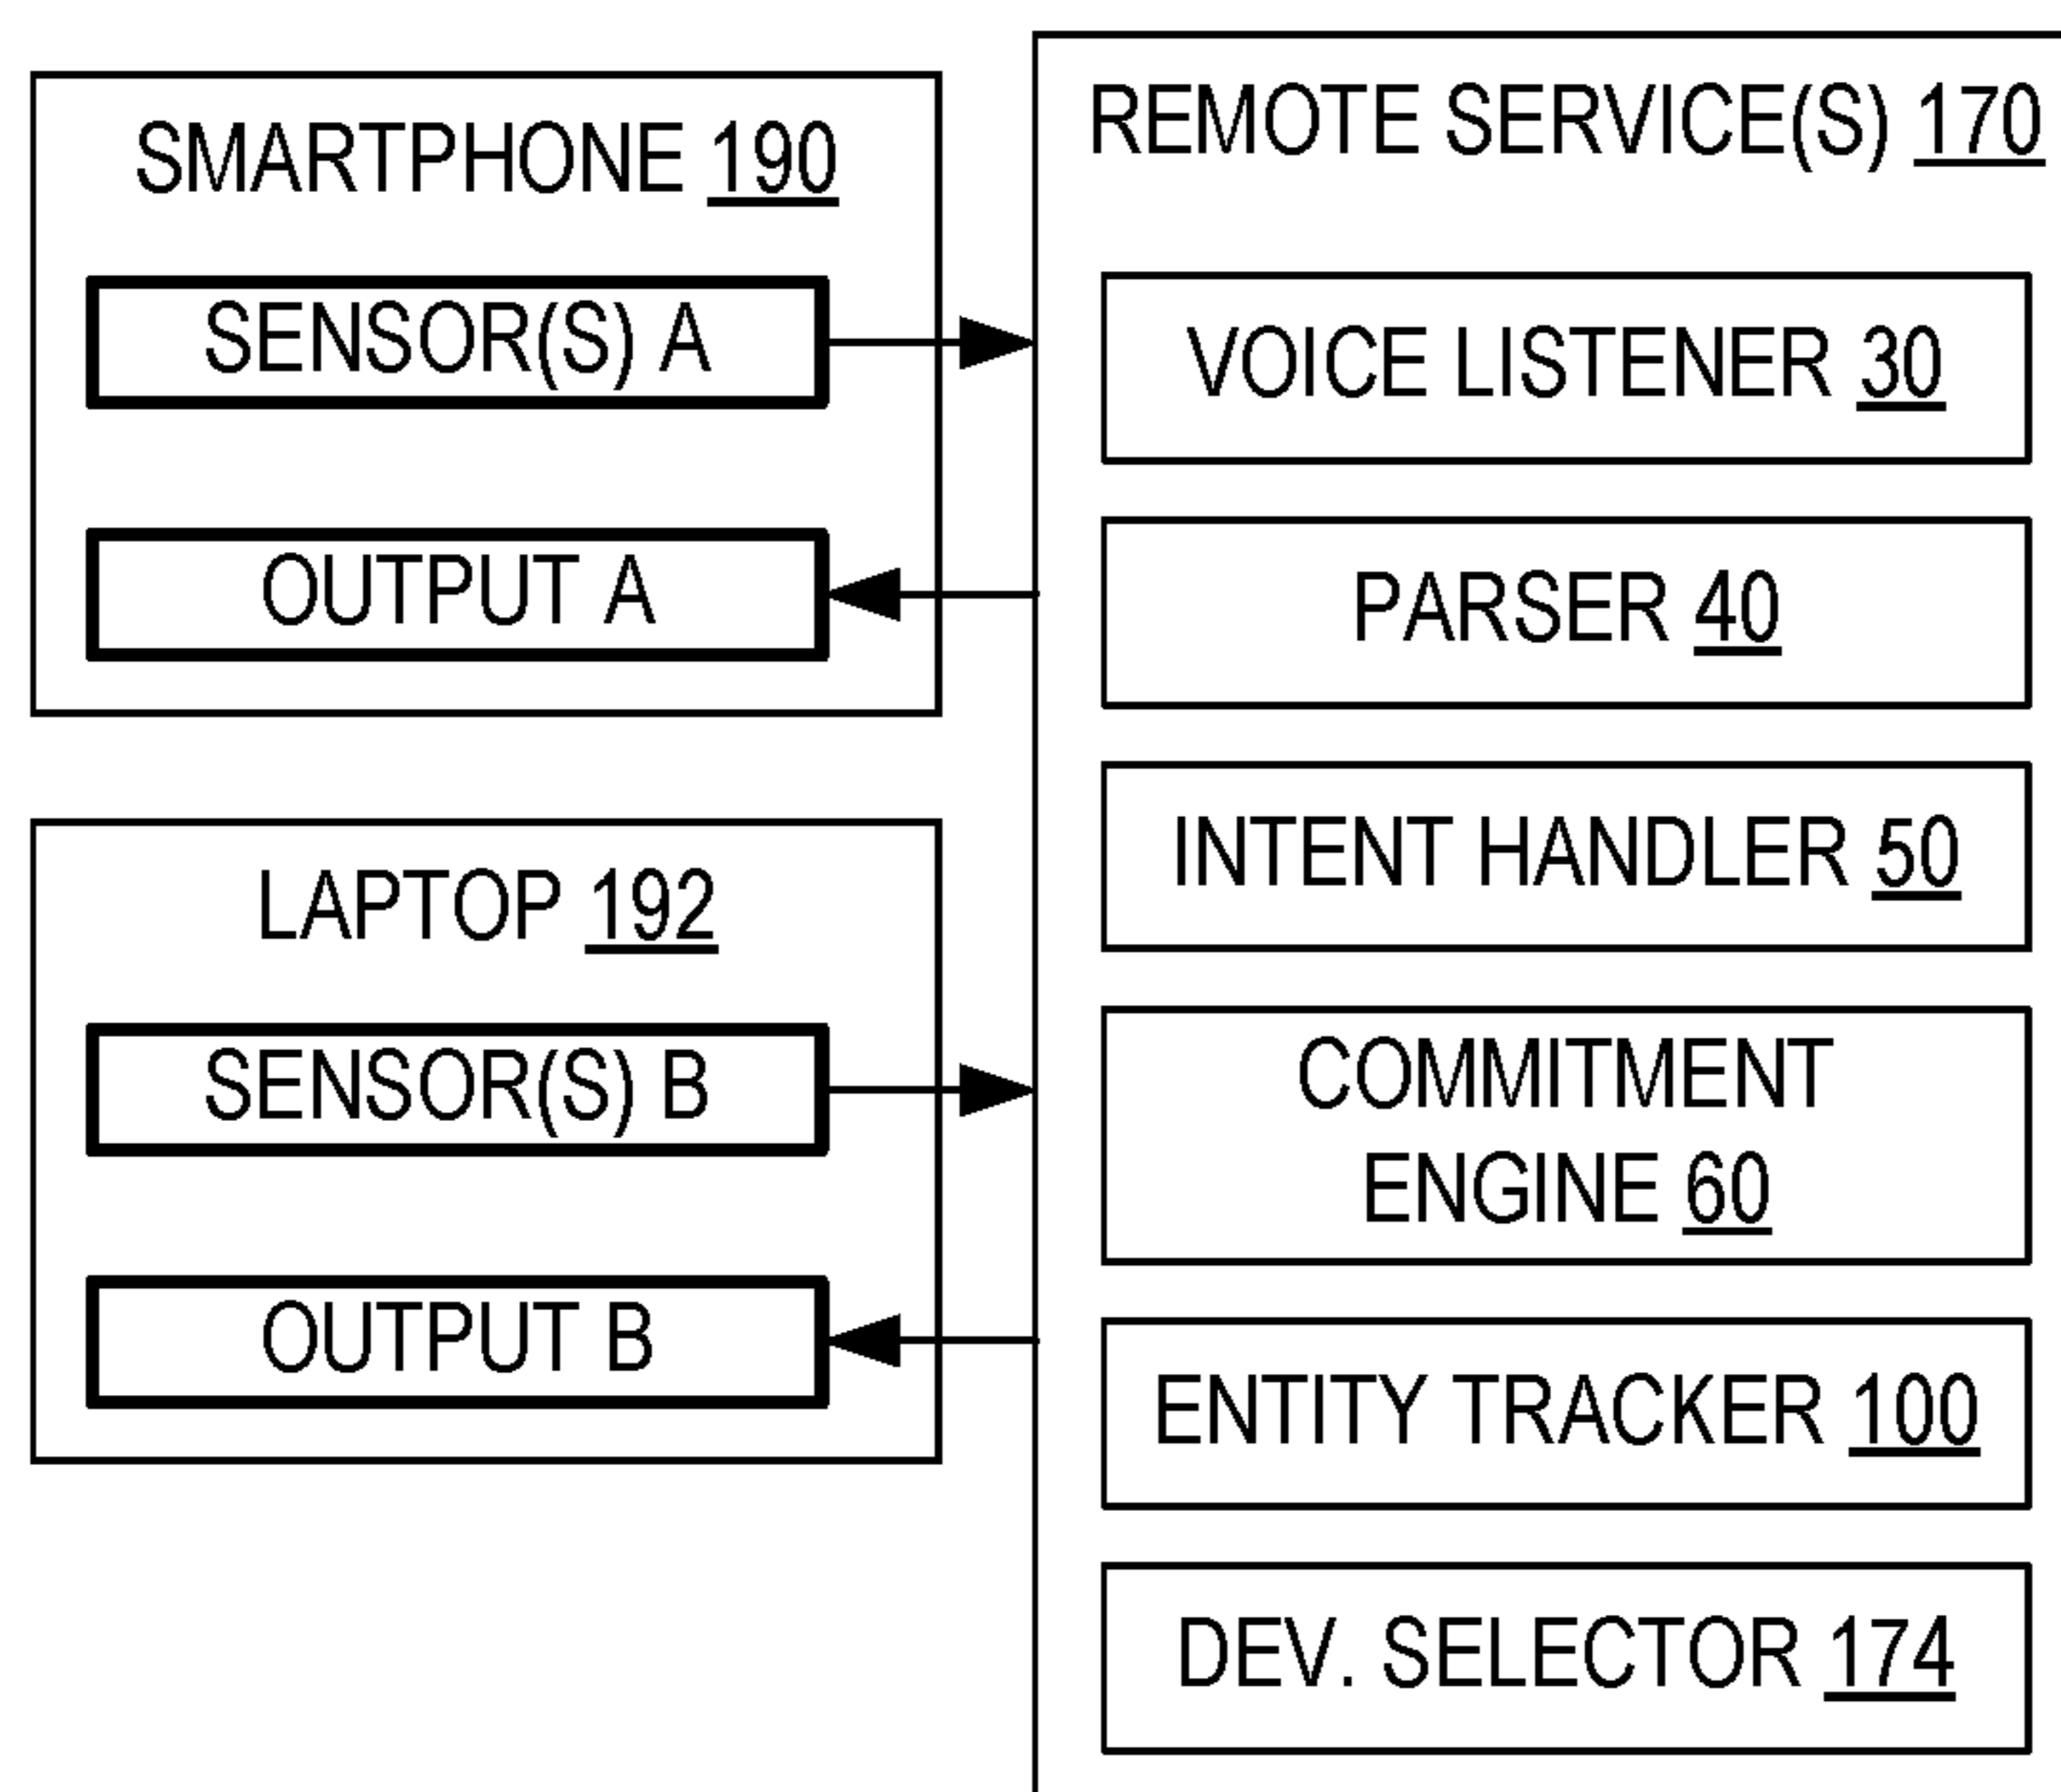 SMARTPHONE 190
SENSOR(S) A
OUTPUT A
LAPTOP 192
SENSOR(S) B
OUTPUT B
REMOTE SERVICE(S) 170
VOICE LISTENER 30
PARSER 40
INTENT HANDLER 50
COMMITMENT
ENGINE 60
ENTITY TRACKER 100
DEV. SELECTOR 174